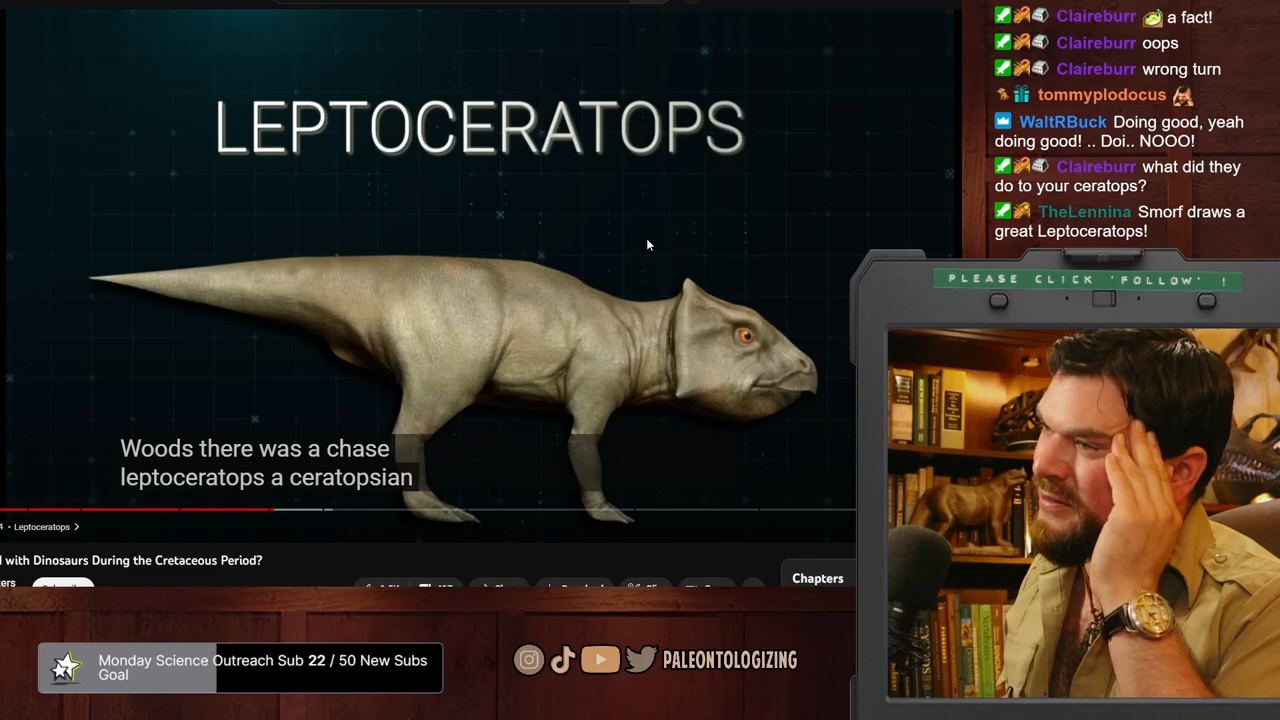 LEPTOCERATOPS
Woods there was a chase
leptoceratops a ceratopsian
4 • Leptoceratops
l with Dinosaurs During the Cretaceous Period?
Chapters
Claireburr a fact!
Claireburr oops
Claireburr wrong turn
tommyplodocus
WaltRBuck Doing good, yeah
doing good! .. Doi.. NOOO!
Claireburr what did they
do to your ceratops?
TheLennina Smorf draws a
great Leptoceratops!
PLEASE CLICK 'FOLLOW' !
Monday Science Outreach Sub 22 / 50 New Subs
Goal
PALEONTOLOGIZING